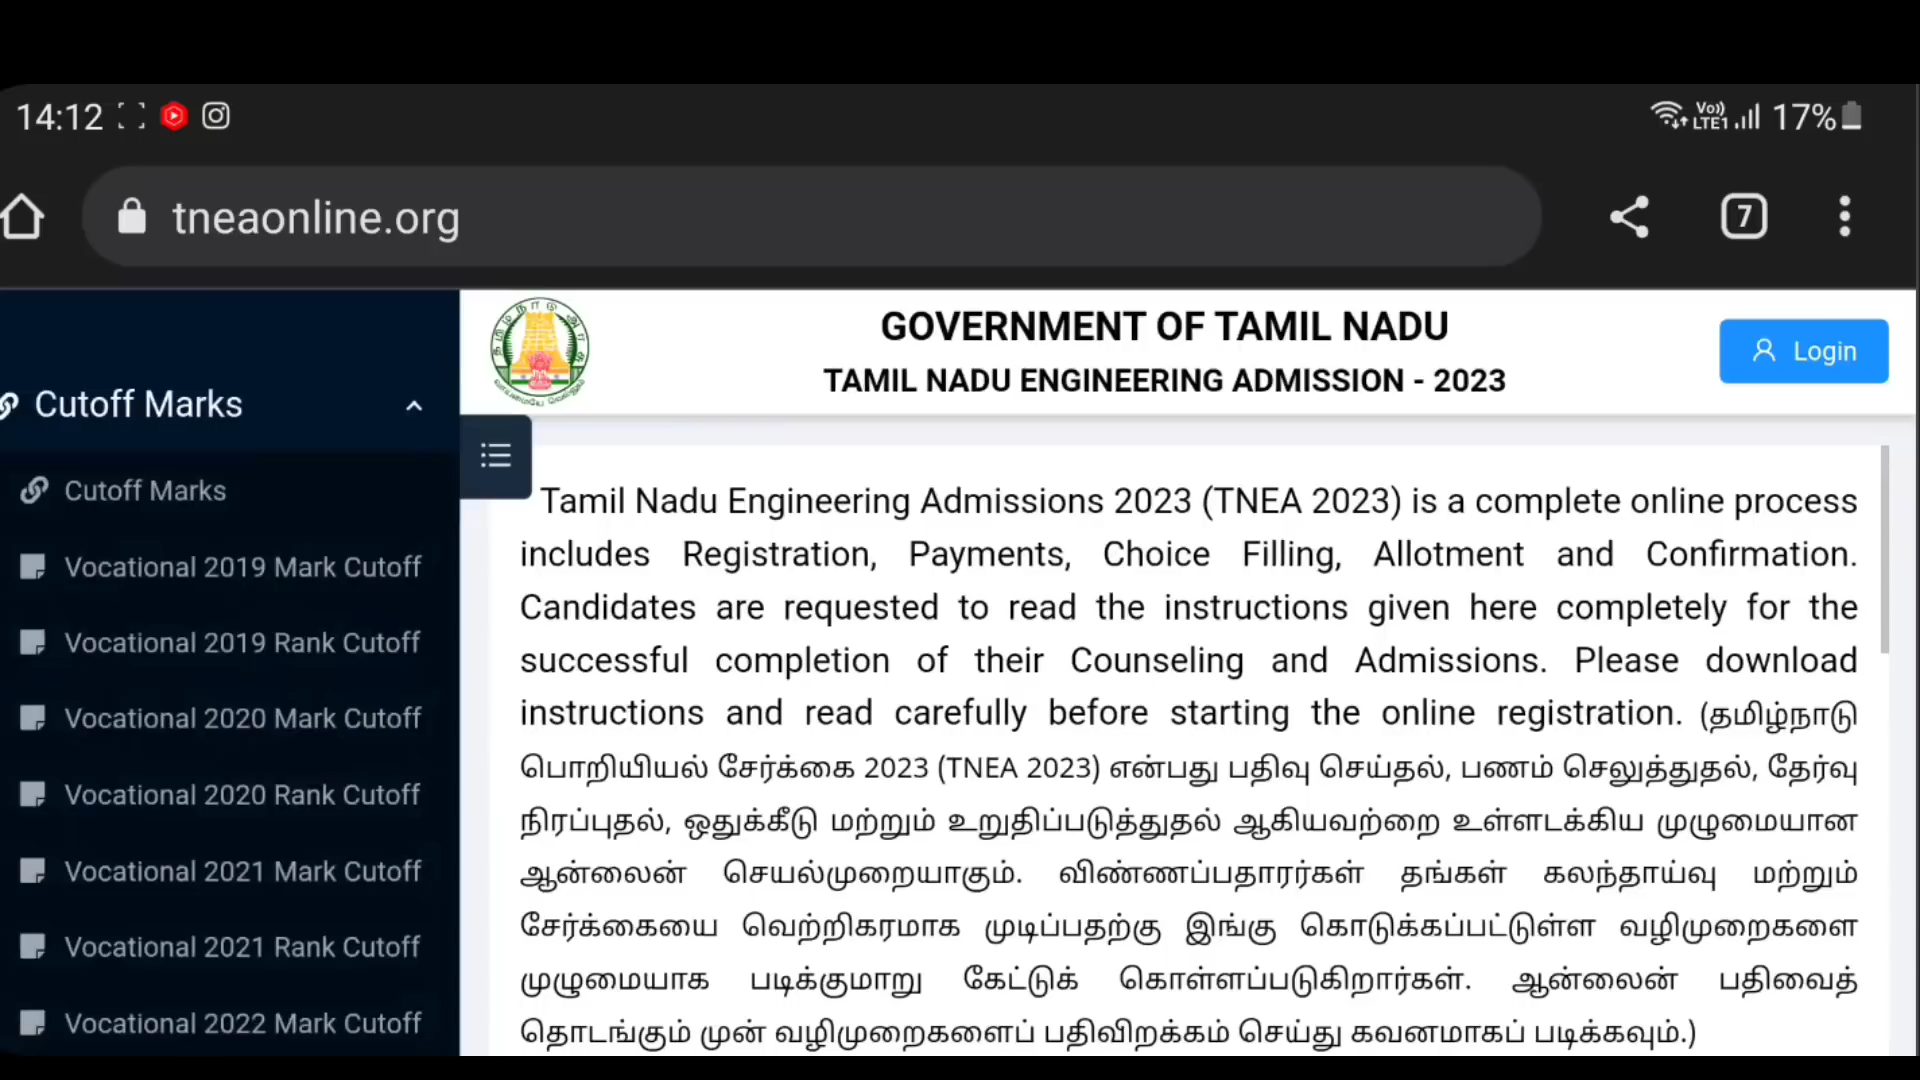 14:12
Vo)) LTE1 17%
tneaonline.org
7
GOVERNMENT OF TAMIL NADU
TAMIL NADU ENGINEERING ADMISSION - 2023
Login
Cutoff Marks
Cutoff Marks
Vocational 2019 Mark Cutoff
Vocational 2019 Rank Cutoff
Vocational 2020 Mark Cutoff
Vocational 2020 Rank Cutoff
Vocational 2021 Mark Cutoff
Vocational 2021 Rank Cutoff
Vocational 2022 Mark Cutoff
Tamil Nadu Engineering Admissions 2023 (TNEA 2023) is a complete online process
includes Registration, Payments, Choice Filling, Allotment and Confirmation.
Candidates are requested to read the instructions given here completely for the
successful completion of their Counseling and Admissions. Please download
instructions and read carefully before starting the online registration. (தமிழ்நாடு
பொறியியல் சேர்க்கை 2023 (TNEA 2023) என்பது பதிவு செய்தல், பணம் செலுத்துதல், தேர்வு
நிரப்புதல், ஒதுக்கீடு மற்றும் உறுதிப்படுத்துதல் ஆகியவற்றை உள்ளடக்கிய முழுமையான
ஆன்லைன் செயல்முறையாகும். விண்ணப்பதாரர்கள் தங்கள் கலந்தாய்வு மற்றும்
சேர்க்கையை வெற்றிகரமாக முடிப்பதற்கு இங்கு கொடுக்கப்பட்டுள்ள வழிமுறைகளை
முழுமையாக படிக்குமாறு கேட்டுக் கொள்ளப்படுகிறார்கள். ஆன்லைன் பதிவைத்
தொடங்கும் முன் வழிமுறைகளைப் பதிவிறக்கம் செய்து கவனமாகப் படிக்கவும்.)